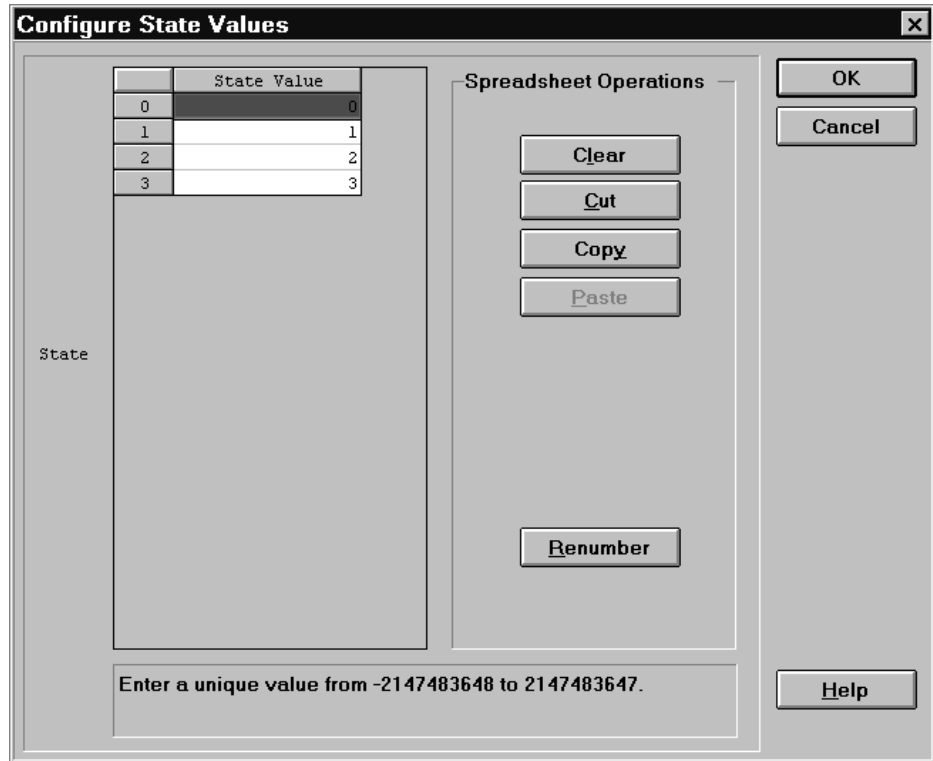 Configure State Values
State Value
0 0
1 1
2 2
3 3
State
Spreadsheet Operations
Clear
Cut
Copy
Paste
Renumber
OK
Cancel
Help
Enter a unique value from -2147483648 to 2147483647.